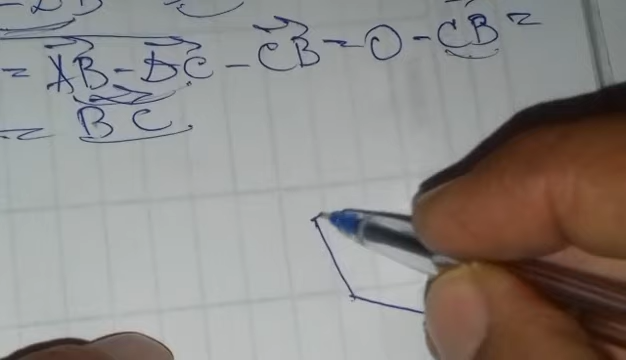 = AB - DC - CB - O - CB =
= BC